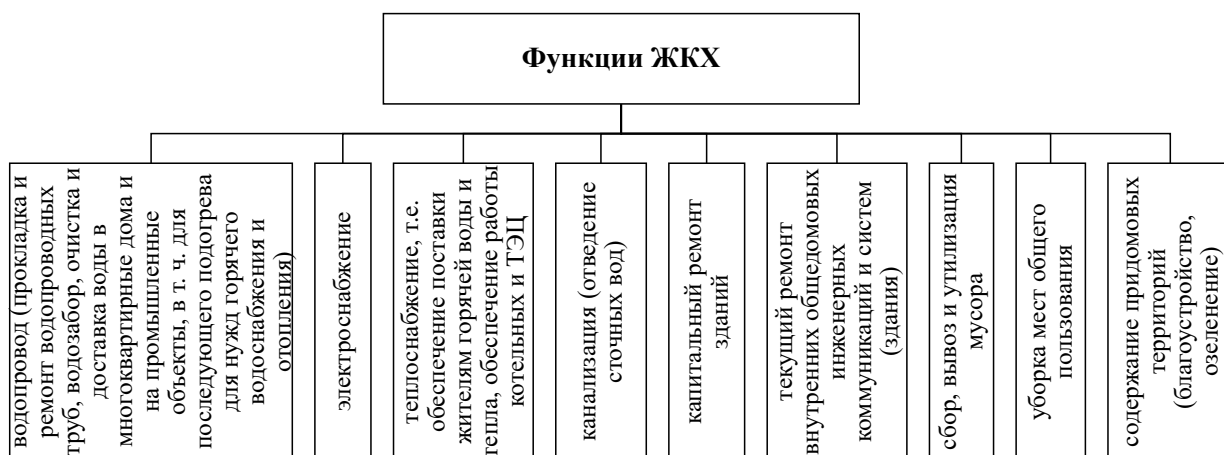 Функции ЖКХ
водопровод (прокладка и
ремонт водопроводных
труб, водозабор, очистка и
доставка воды в
многоквартирные дома и
на промышленные
объекты, в т. ч. для
последующего подогрева
для нужд горячего
водоснабжения и
отопления)
электроснабжение
теплоснабжение, т.е.
обеспечение поставки
жителям горячей воды и
тепла, обеспечение работы
котельных и ТЭЦ
канализация (отведение
сточных вод)
капитальный ремонт
зданий
текущий ремонт
внутренних общедомовых
инженерных
коммуникаций и систем
(здания)
сбор, вывоз и утилизация
мусора
уборка мест общего
пользования
содержание придомовых
территорий
(благоустройство,
озеленение)